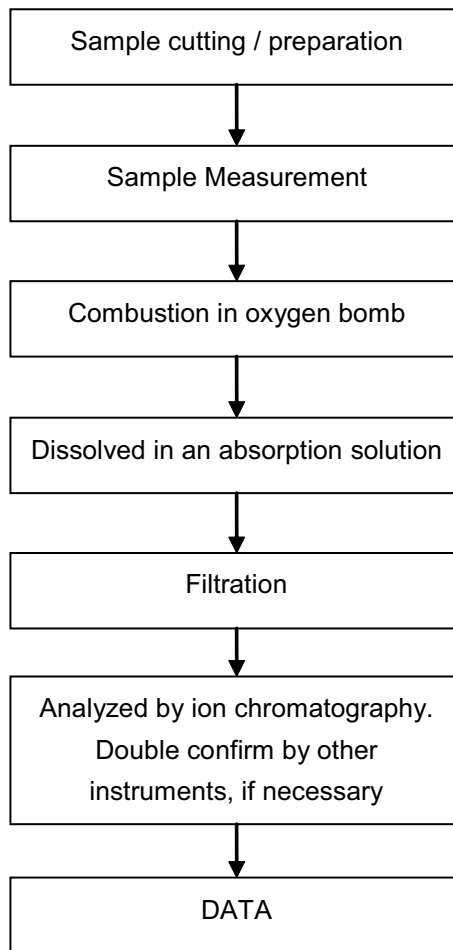 Sample cutting / preparation
Sample Measurement
Combustion in oxygen bomb
Dissolved in an absorption solution
Filtration
Analyzed by ion chromatography.
Double confirm by other
instruments, if necessary
DATA